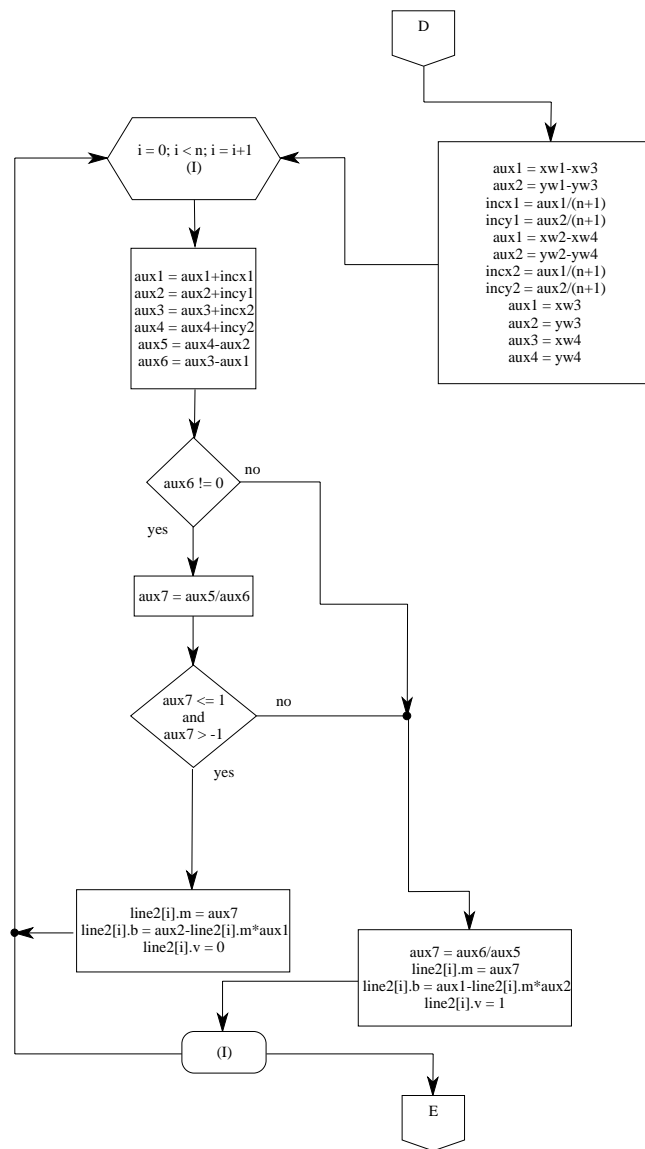 D
i = 0; i < n; i = i+1
(I)
aux1 = xw1-xw3
aux2 = yw1-yw3
incx1 = aux1/(n+1)
incy1 = aux2/(n+1)
aux1 = xw2-xw4
aux2 = yw2-yw4
incx2 = aux1/(n+1)
incy2 = aux2/(n+1)
aux1 = xw3
aux2 = yw3
aux3 = xw4
aux4 = yw4
aux1 = aux1+incx1
aux2 = aux2+incy1
aux3 = aux3+incx2
aux4 = aux4+incy2
aux5 = aux4-aux2
aux6 = aux3-aux1
aux6 != 0
no
yes
aux7 = aux5/aux6
aux7 <= 1
and
aux7 > -1
no
yes
line2[i].m = aux7
line2[i].b = aux2-line2[i].m*aux1
line2[i].v = 0
aux7 = aux6/aux5
line2[i].m = aux7
line2[i].b = aux1-line2[i].m*aux2
line2[i].v = 1
(I)
E